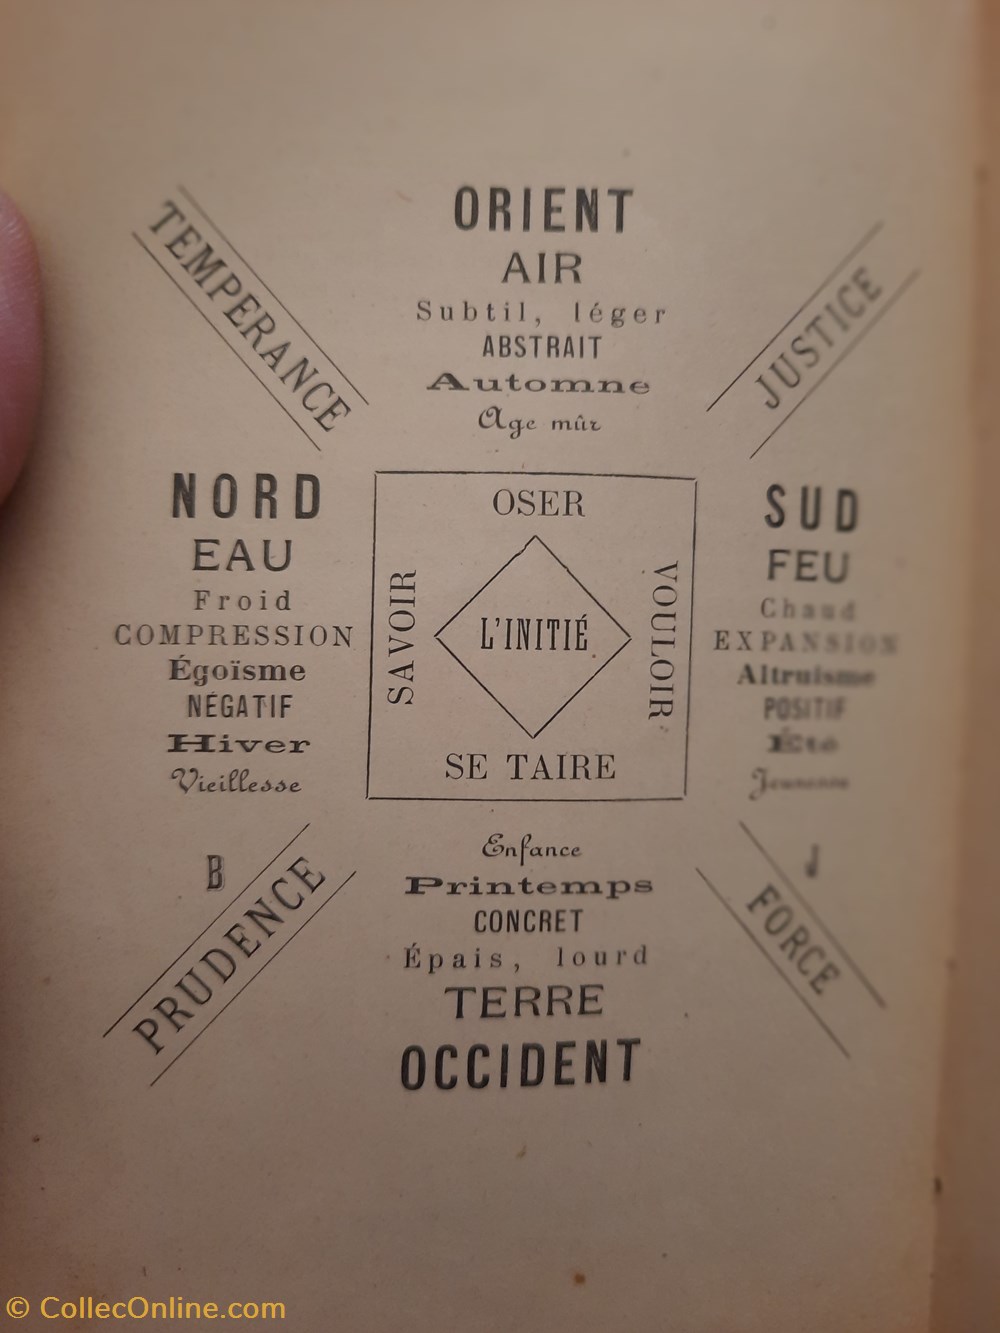 TEMPERANCE
ORIENT
AIR
Subtil, léger
ABSTRAIT
Automne
Age mûr
JUSTICE
NORD
EAU
Froid
COMPRESSION
Égoïsme
NÉGATIF
Hiver
Vieillesse
OSER
SAVOIR
L'INITIÉ
VOULOIR
SE TAIRE
SUD
FEU
Chaud
EXPANSION
Altruisme
POSITIF
Été
Jeunesse
B
PRUDENCE
Enfance
Printemps
CONCRET
Épais, lourd
TERRE
OCCIDENT
J
FORCE
© CollecOnline.com